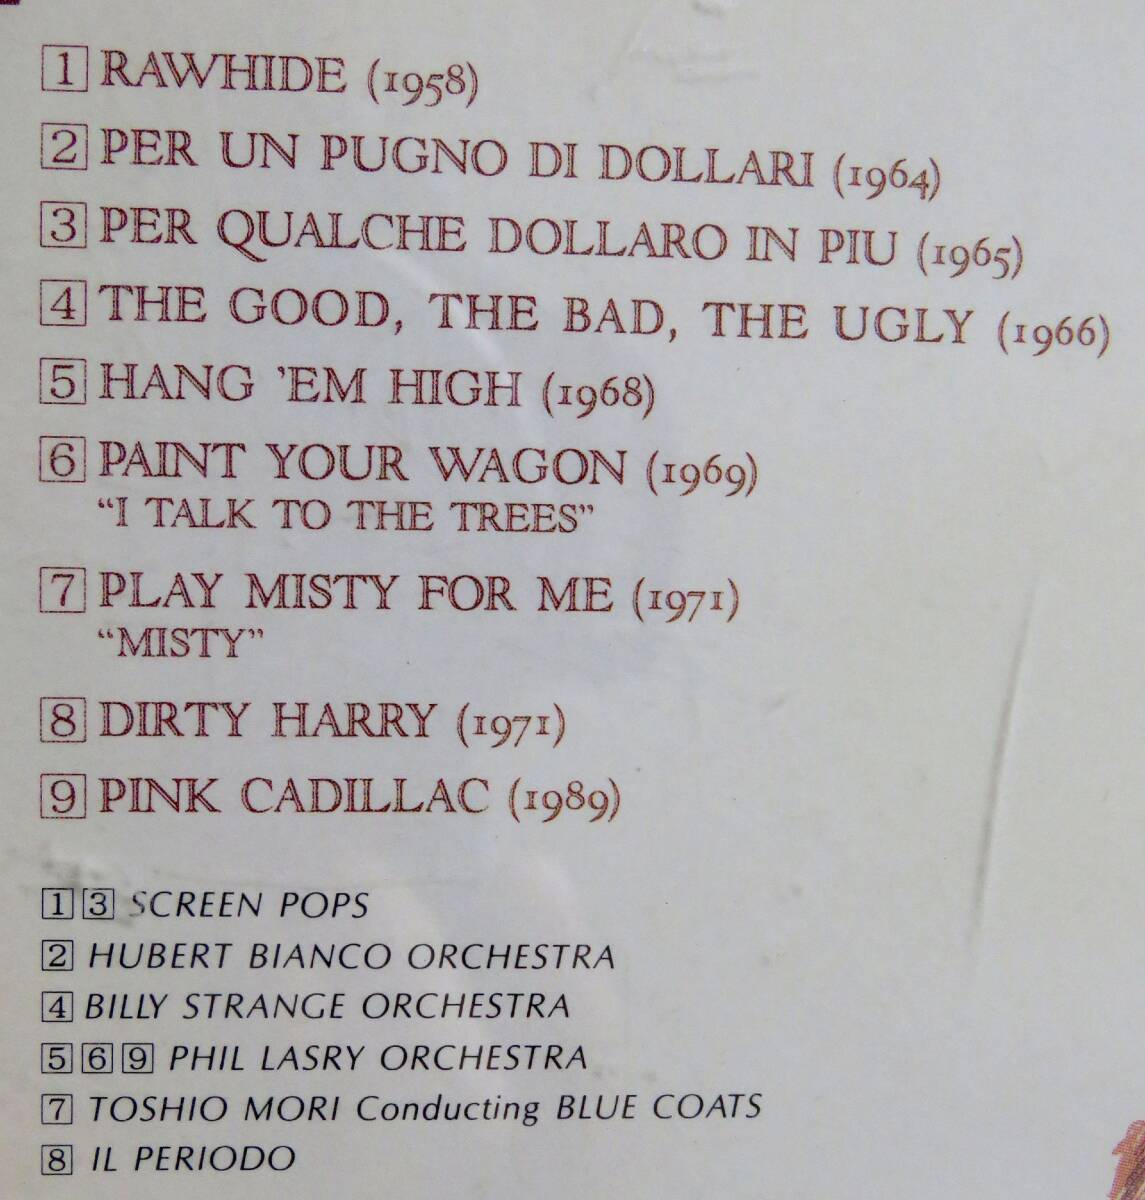 1 RAWHIDE (1958)
2 PER UN PUGNO DI DOLLARI (1964)
3 PER QUALCHE DOLLARO IN PIU (1965)
4 THE GOOD, THE BAD, THE UGLY (1966)
5 HANG 'EM HIGH (1968)
6 PAINT YOUR WAGON (1969)
“I TALK TO THE TREES”
7 PLAY MISTY FOR ME (1971)
“MISTY”
8 DIRTY HARRY (1971)
9 PINK CADILLAC (1989)
1 3 SCREEN POPS
2 HUBERT BIANCO ORCHESTRA
4 BILLY STRANGE ORCHESTRA
5 6 9 PHIL LASRY ORCHESTRA
7 TOSHIO MORI Conducting BLUE COATS
8 IL PERIODO